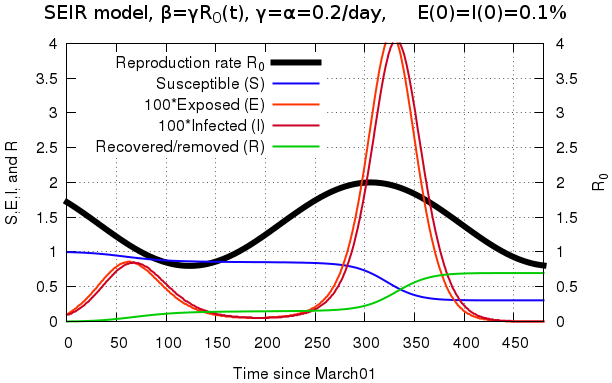 SEIR model, β=γR₀(t), γ=α=0.2/day, E(0)=I(0)=0.1%
Reproduction rate R₀
Susceptible (S)
100*Exposed (E)
100*Infected (I)
Recovered/removed (R)
4
3.5
3
2.5
2
1.5
1
0.5
0
S,E,I, and R
4
3.5
3
2.5
2
1.5
1
0.5
0
R₀
0 50 100 150 200 250 300 350 400 450
Time since March01